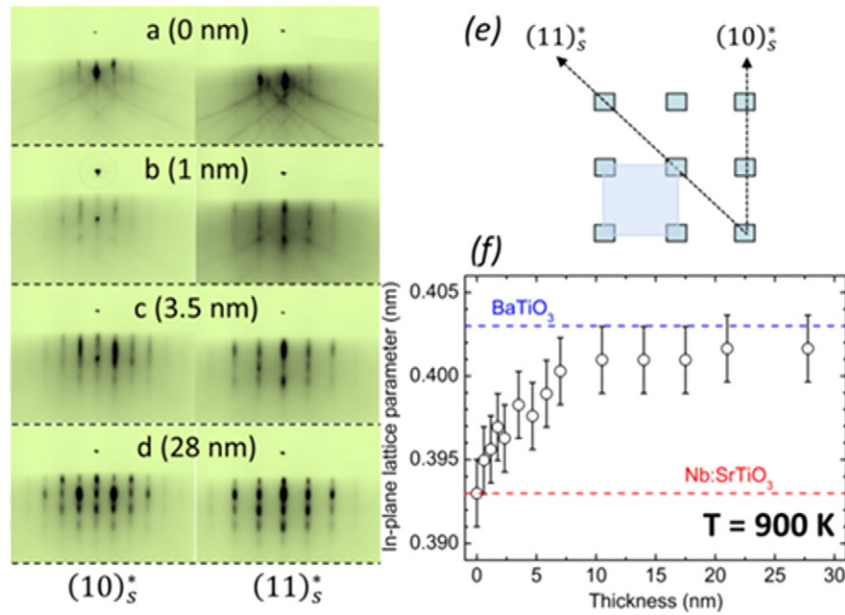 a (0 nm)
b (1 nm)
c (3.5 nm)
d (28 nm)
(10)*s (11)*s
(e)
(11)*s (10)*s
(f)
In-plane lattice parameter (nm)
0.405
0.400
0.395
0.390
BaTiO3
Nb:SrTiO3
T = 900 K
0 5 10 15 20 25 30
Thickness (nm)